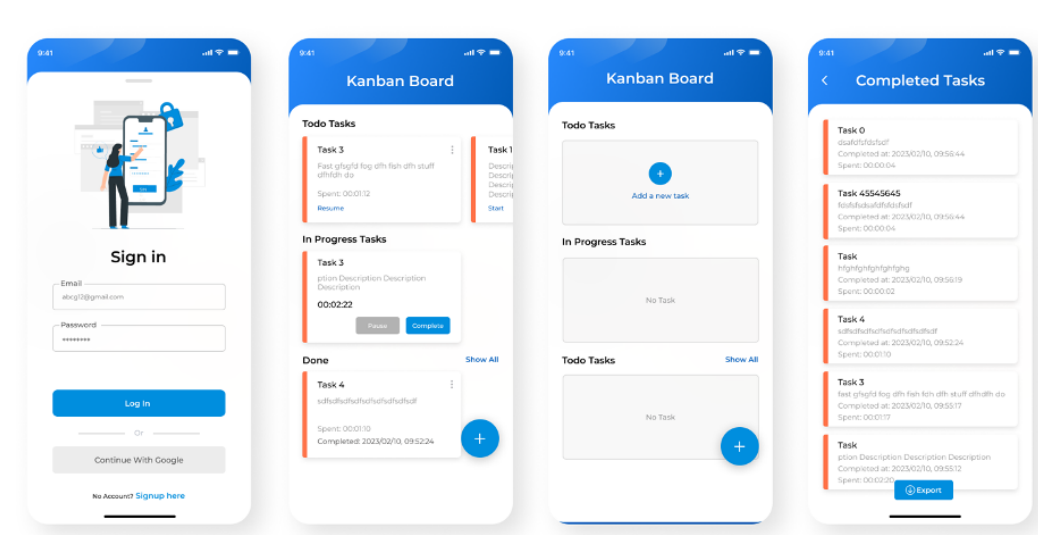 9:41
Sign in
Email
abcg12@gmail.com
Password
********
Log In
Or
Continue With Google
No Account? Signup here
9:41
Kanban Board
Todo Tasks
Task 3
Fast gfsgfd fog dfh fish dfh stuff
dfhfdh do
Spent: 00:01:12
Resume
Task 1
Descrip
Descrip
Descrip
Descrip
Start
In Progress Tasks
Task 3
ption Description Description
Description
00:02:22
Pause
Complete
Done
Show All
Task 4
sdfsdfsdfsdfsdfsdfsdfsdf
Spent: 00:01:10
Completed: 2023/02/10, 09:52:24
+
9:41
Kanban Board
Todo Tasks
+
Add a new task
In Progress Tasks
No Task
Todo Tasks
Show All
No Task
+
9:41
Completed Tasks
Task 0
Completed at: 2023/02/10, 09:56:44
Spent: 00:00:04
Task 45545645
Completed at: 2023/02/10, 09:56:44
Spent: 00:00:04
Task
hfghfghfghfghfghg
Completed at: 2023/02/10, 09:56:19
Spent: 00:00:02
Task 4
sdfsdfsdfsdfsdfsdfsdfsdf
Completed at: 2023/02/10, 09:52:24
Spent: 00:01:10
Task 3
fast gfsgfd fog dfh fish fdh dfh stuff dfhdfh do
Completed at: 2023/02/10, 09:55:17
Spent: 00:01:17
Task
ption Description Description Description
Completed at: 2023/02/10, 09:55:12
Spent: 00:02:20
Export